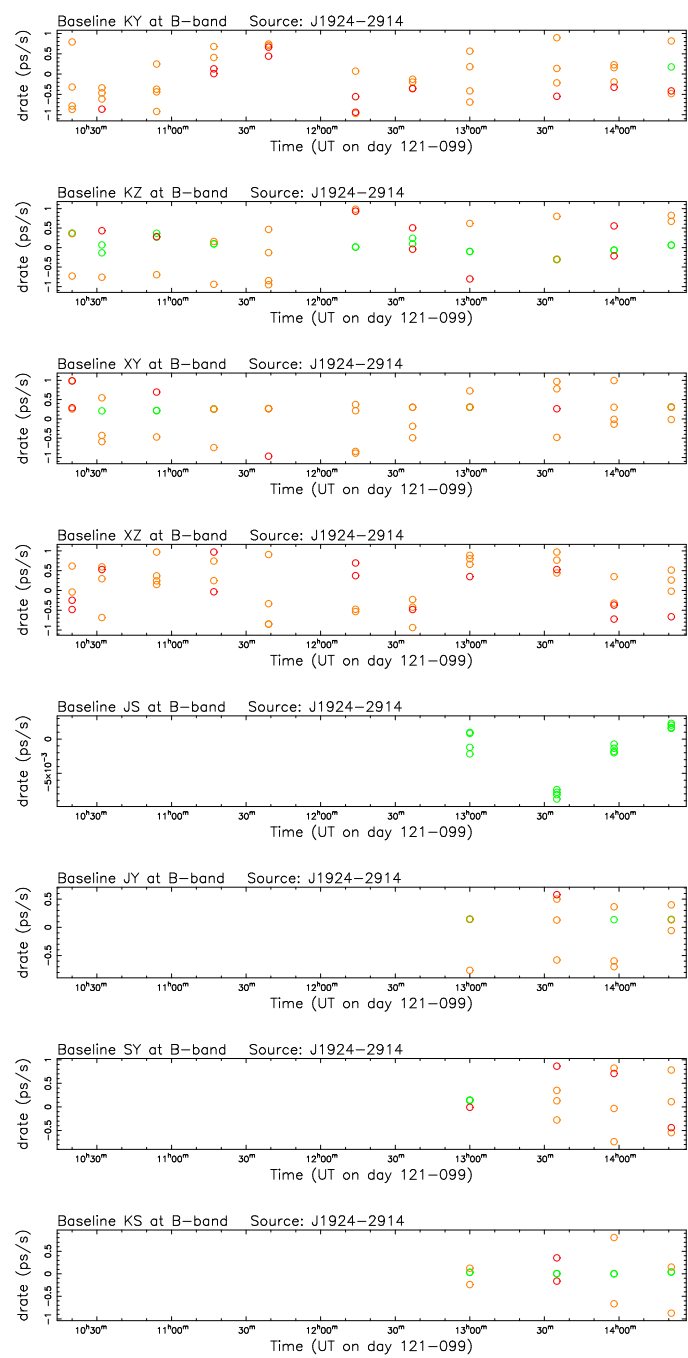 Baseline KY at B−band   Source: J1924−2914
drate (ps/s)
−1 −0.5 0 0.5 1
10h30m 11h00m 30m 12h00m 30m 13h00m 30m 14h00m
Time (UT on day 121−099)
Baseline KZ at B−band   Source: J1924−2914
drate (ps/s)
−1 −0.5 0 0.5 1
10h30m 11h00m 30m 12h00m 30m 13h00m 30m 14h00m
Time (UT on day 121−099)
Baseline XY at B−band   Source: J1924−2914
drate (ps/s)
−1 −0.5 0 0.5 1
10h30m 11h00m 30m 12h00m 30m 13h00m 30m 14h00m
Time (UT on day 121−099)
Baseline XZ at B−band   Source: J1924−2914
drate (ps/s)
−1 −0.5 0 0.5 1
10h30m 11h00m 30m 12h00m 30m 13h00m 30m 14h00m
Time (UT on day 121−099)
Baseline JS at B−band   Source: J1924−2914
drate (ps/s)
−5×10−3 0
10h30m 11h00m 30m 12h00m 30m 13h00m 30m 14h00m
Time (UT on day 121−099)
Baseline JY at B−band   Source: J1924−2914
drate (ps/s)
−0.5 0 0.5
10h30m 11h00m 30m 12h00m 30m 13h00m 30m 14h00m
Time (UT on day 121−099)
Baseline SY at B−band   Source: J1924−2914
drate (ps/s)
−0.5 0 0.5 1
10h30m 11h00m 30m 12h00m 30m 13h00m 30m 14h00m
Time (UT on day 121−099)
Baseline KS at B−band   Source: J1924−2914
drate (ps/s)
−1 −0.5 0 0.5
10h30m 11h00m 30m 12h00m 30m 13h00m 30m 14h00m
Time (UT on day 121−099)